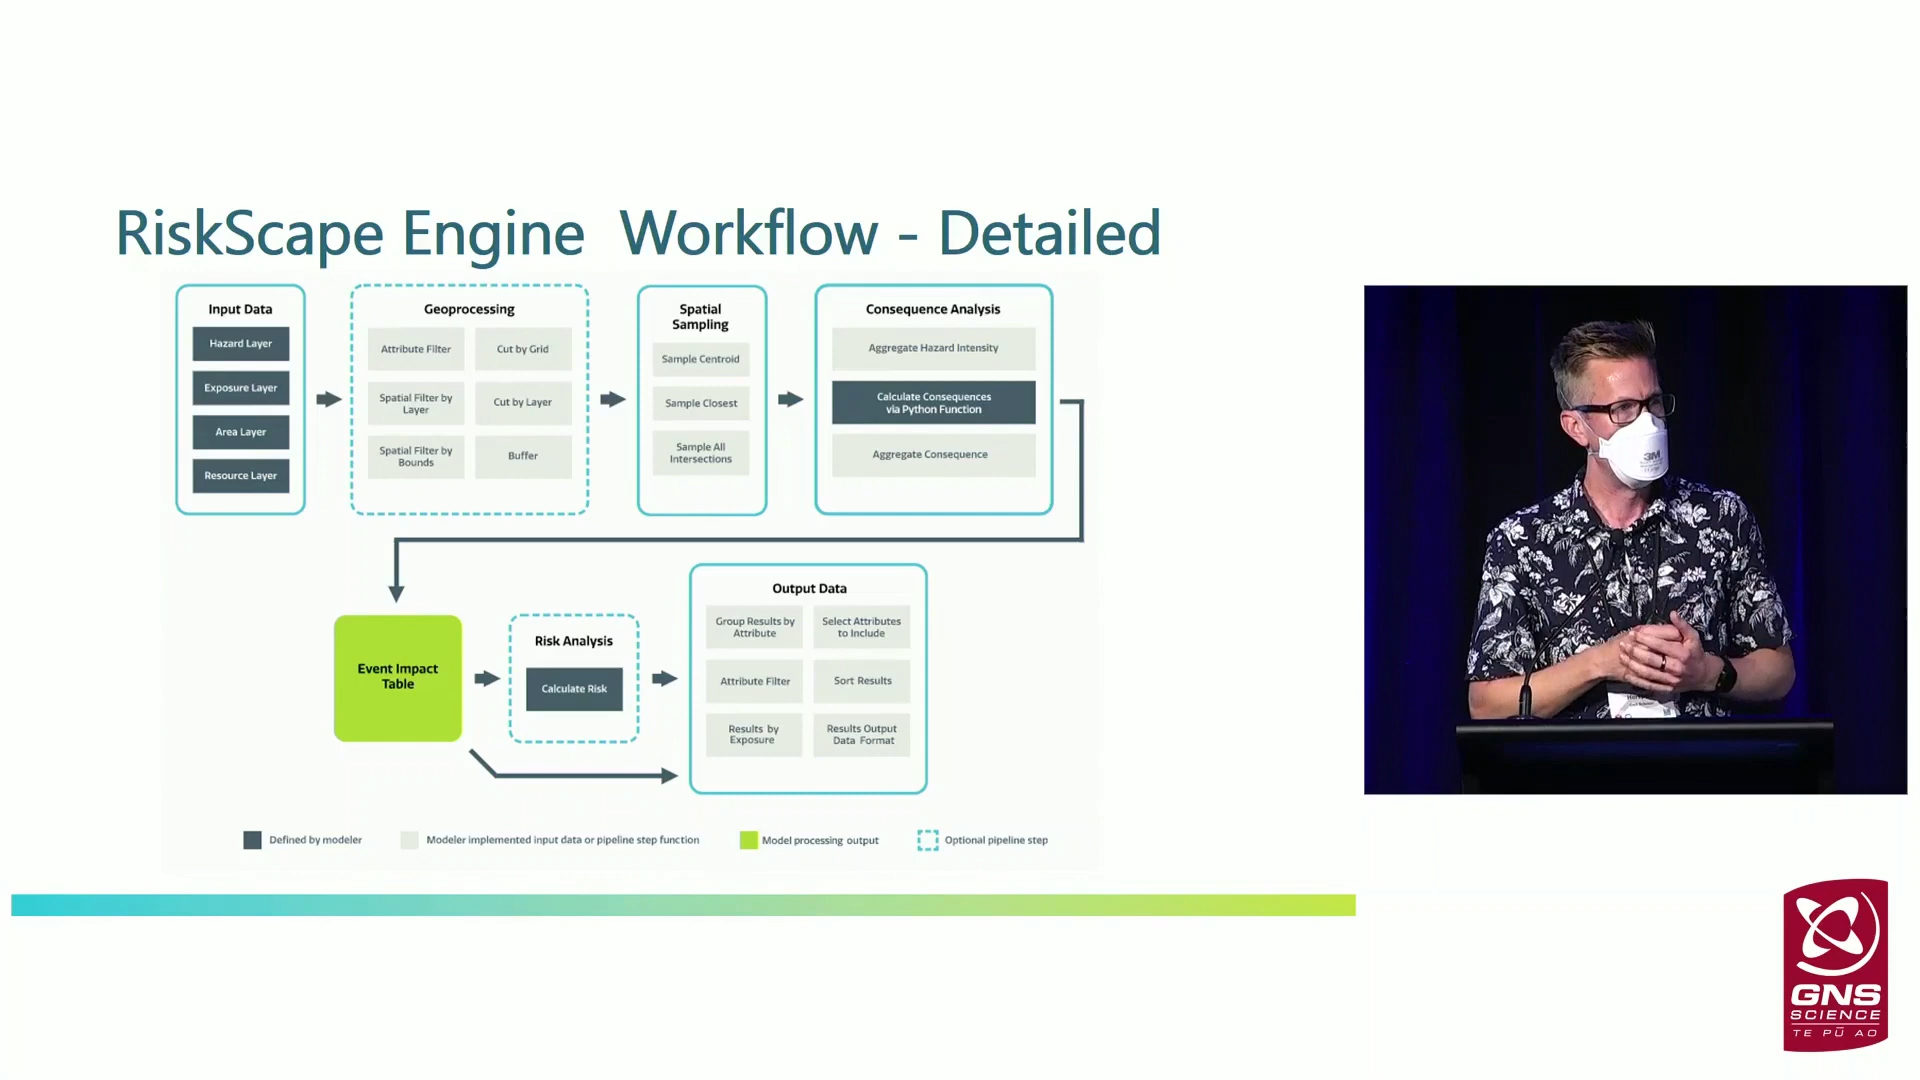 RiskScape Engine Workflow - Detailed
Input Data
Hazard Layer
Exposure Layer
Area Layer
Resource Layer
Geoprocessing
Attribute Filter
Cut by Grid
Spatial Filter by
Layer
Cut by Layer
Spatial Filter by
Bounds
Buffer
Spatial
Sampling
Sample Centroid
Sample Closest
Sample All
Intersections
Consequence Analysis
Aggregate Hazard Intensity
Calculate Consequences
via Python Function
Aggregate Consequence
Event Impact
Table
Risk Analysis
Calculate Risk
Output Data
Group Results by
Attribute
Select Attributes
to Include
Attribute Filter
Sort Results
Results by
Exposure
Results Output
Data Format
Defined by modeler
Modeler implemented input data or pipeline step function
Model processing output
Optional pipeline step
3M
GNS
SCIENCE
TE PŪ AO